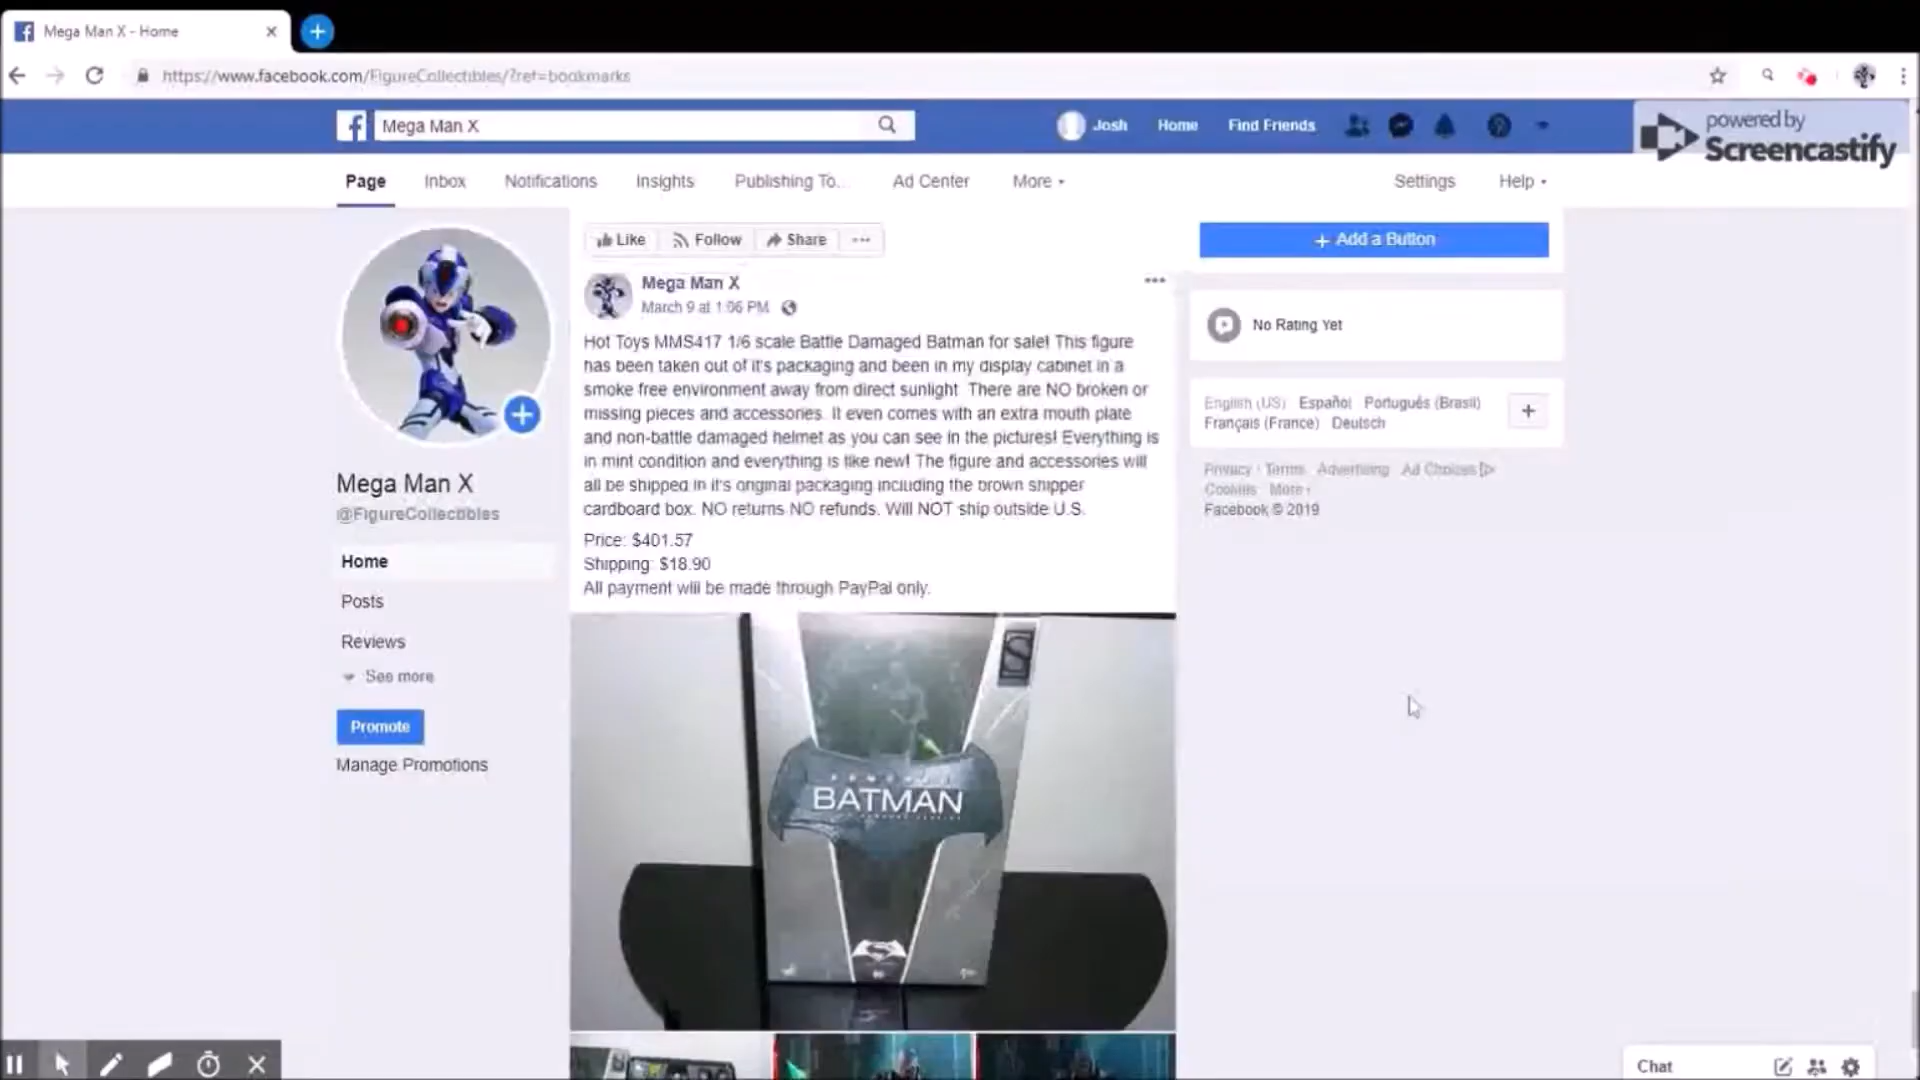 Mega Man X - Home
https://www.facebook.com/FigureCollectibles/?ref=bookmarks
Mega Man X
Josh Home Find Friends
powered by
Screencastify
Page Inbox Notifications Insights Publishing To... Ad Center More Settings Help
Like Follow Share
+ Add a Button
Mega Man X
March 9 at 1:06 PM
Hot Toys MMS417 1/6 scale Battle Damaged Batman for sale! This figure
has been taken out of it's packaging and been in my display cabinet in a
smoke free environment away from direct sunlight. There are NO broken or
missing pieces and accessories. It even comes with an extra mouth plate
and non-battle damaged helmet as you can see in the pictures! Everything is
in mint condition and everything is like new! The figure and accessories will
all be shipped in it's original packaging including the brown shipper
cardboard box. NO returns NO refunds. Will NOT ship outside U.S.
Price: $401.57
Shipping: $18.90
All payment will be made through PayPal only.
BATMAN
Mega Man X
@FigureCollectibles
Home
Posts
Reviews
See more
Promote
Manage Promotions
No Rating Yet
English (US) · Español · Português (Brasil) ·
Français (France) · Deutsch
Privacy · Terms · Advertising · Ad Choices
Cookies · More
Facebook © 2019
Chat